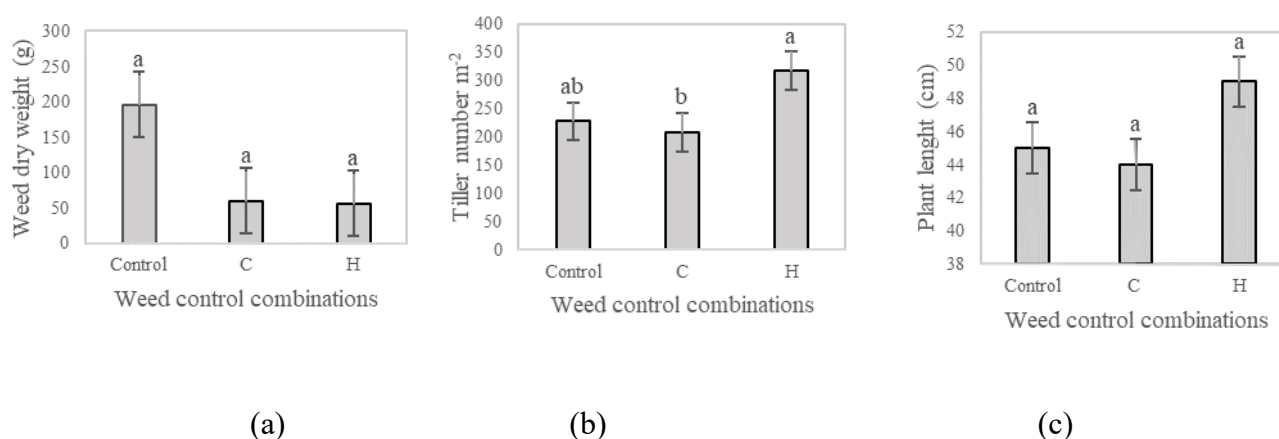 Weed dry weight (g)
300
250
200
150
100
50
0
a
a
a
Control C H
Weed control combinations
(a)
Tiller number m-2
400
350
300
250
200
150
100
50
0
ab
b
a
Control C H
Weed control combinations
(b)
Plant lenght (cm)
52
50
48
46
44
42
40
38
a
a
a
Control C H
Weed control combinations
(c)